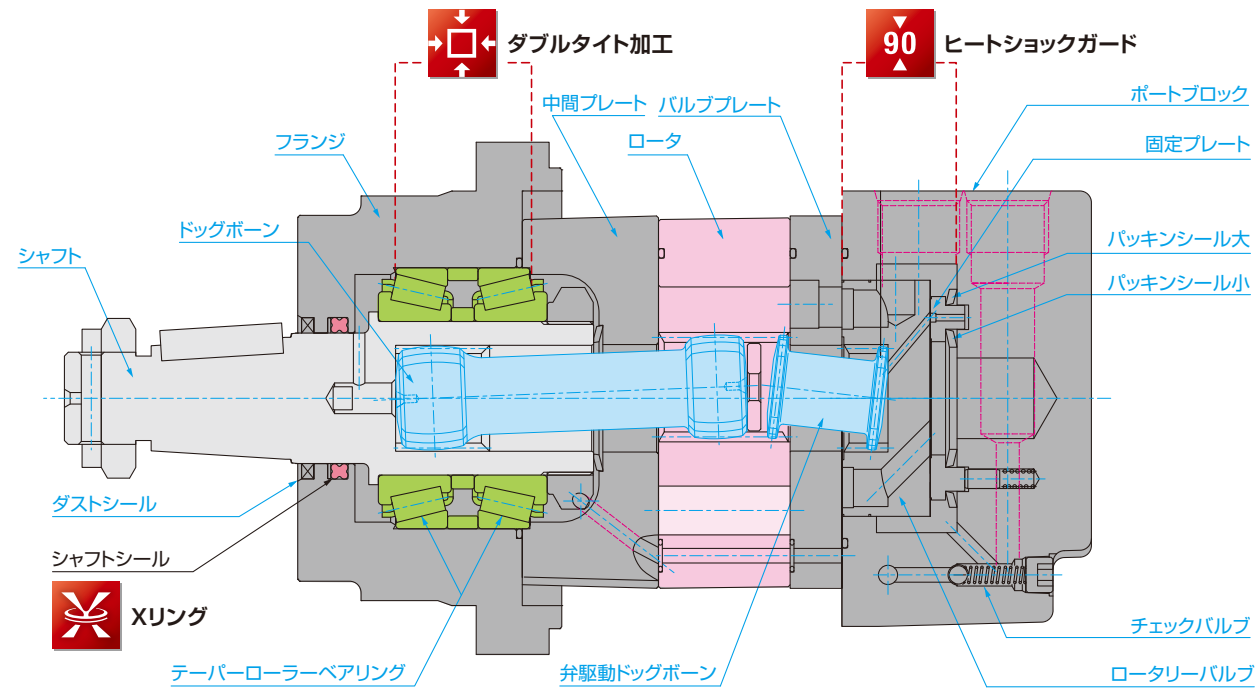 ダブルタイト加工
90
ヒートショックガード
中間プレート
バルブプレート
ポートブロック
フランジ
ロータ
固定プレート
ドッグボーン
パッキンシール大
シャフト
パッキンシール小
ダストシール
シャフトシール
Xリング
チェックバルブ
テーパーローラーベアリング
弁駆動ドッグボーン
ロータリーバルブ